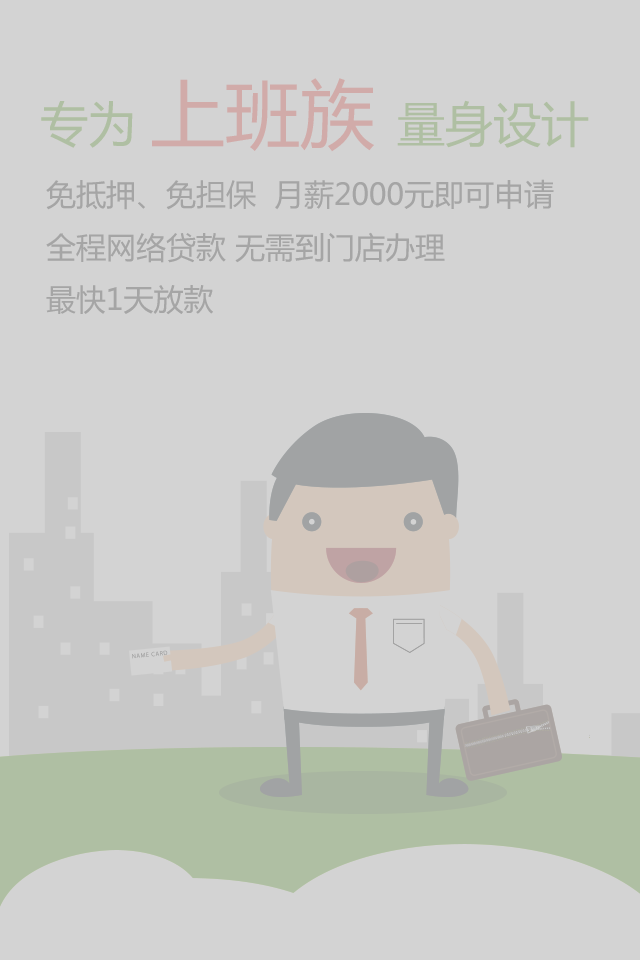 专为 上班族 量身设计
免抵押、免担保 月薪2000元即可申请
全程网络贷款 无需到门店办理
最快1天放款
NAME CARD